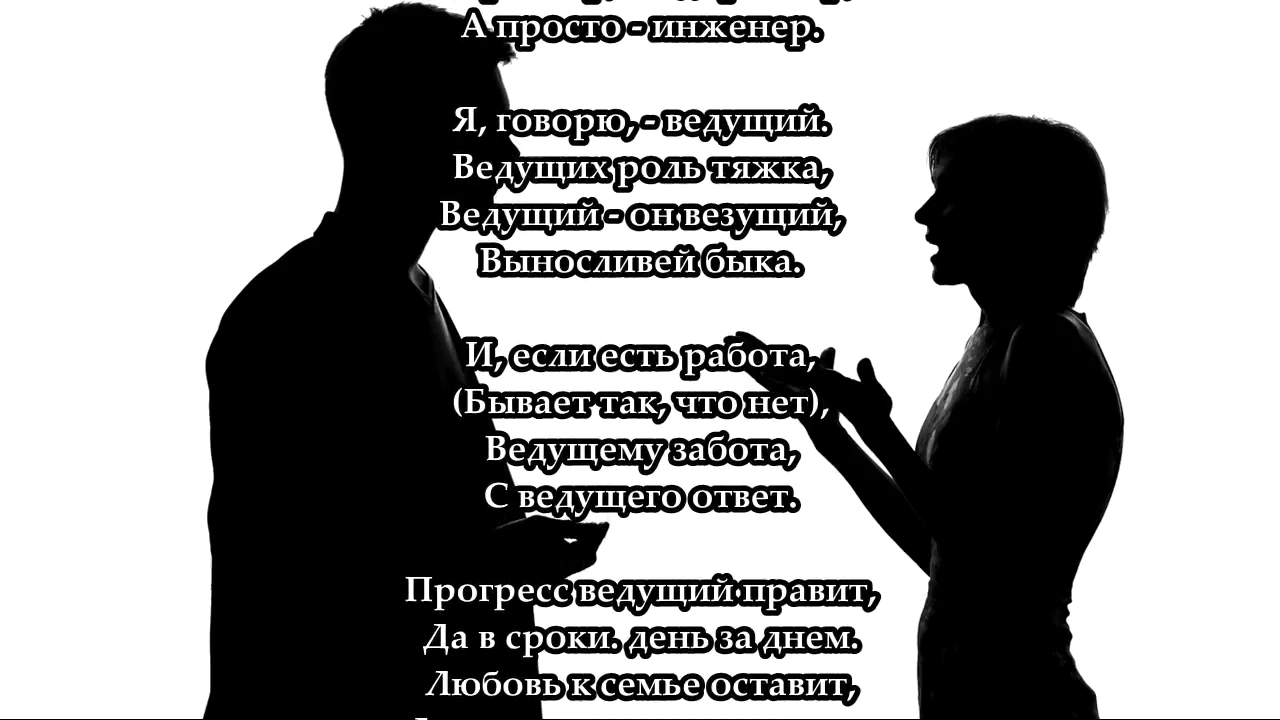 А просто - инженер.
Я, говорю, - ведущий.
Ведущих роль тяжка,
Ведущий - он везущий,
Выносливей быка.
И, если есть работа,
(Бывает так, что нет),
Ведущему забота,
С ведущего ответ.
Прогресс ведущий правит,
Да в сроки. день за днем.
Любовь к семье оставит,